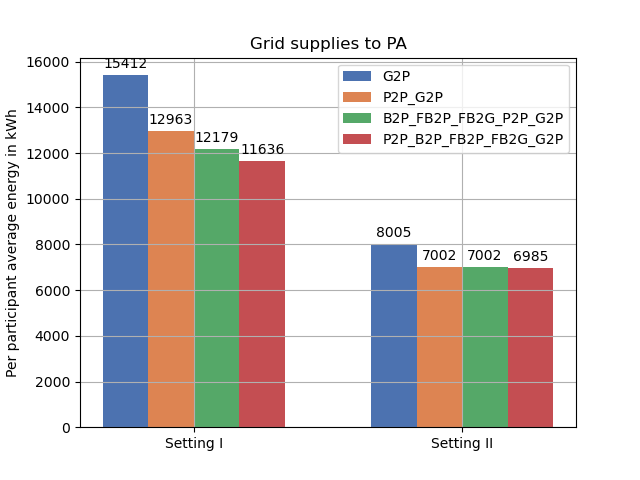 Grid supplies to PA
Per participant average energy in kWh
16000
14000
12000
10000
8000
6000
4000
2000
0
15412
12963
12179
11636
8005
7002
7002
6985
G2P
P2P_G2P
B2P_FB2P_FB2G_P2P_G2P
P2P_B2P_FB2P_FB2G_G2P
Setting I
Setting II